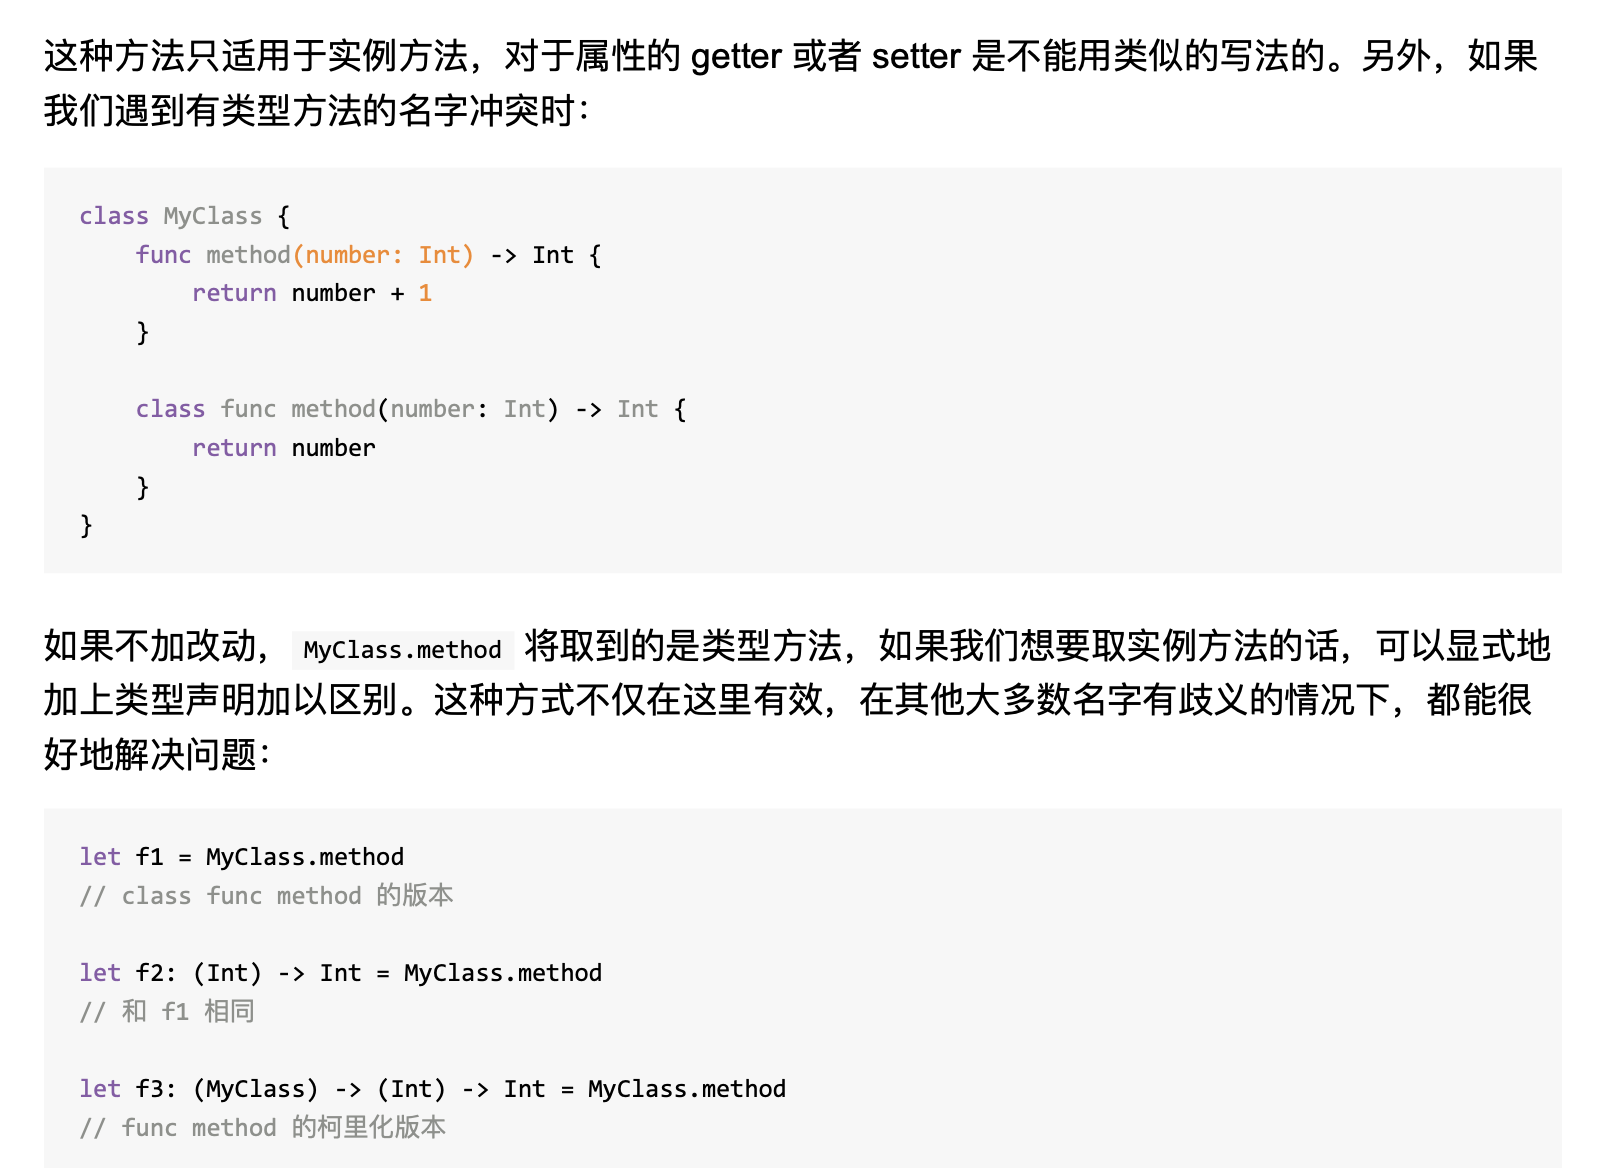 这种方法只适用于实例方法，对于属性的 getter 或者 setter 是不能用类似的写法的。另外，如果
我们遇到有类型方法的名字冲突时：
class MyClass {
    func method(number: Int) -> Int {
        return number + 1
    }
    class func method(number: Int) -> Int {
        return number
    }
}
如果不加改动， MyClass.method 将取到的是类型方法，如果我们想要取实例方法的话，可以显式地
加上类型声明加以区别。这种方式不仅在这里有效，在其他大多数名字有歧义的情况下，都能很
好地解决问题：
let f1 = MyClass.method
// class func method 的版本
let f2: (Int) -> Int = MyClass.method
// 和 f1 相同
let f3: (MyClass) -> (Int) -> Int = MyClass.method
// func method 的柯里化版本